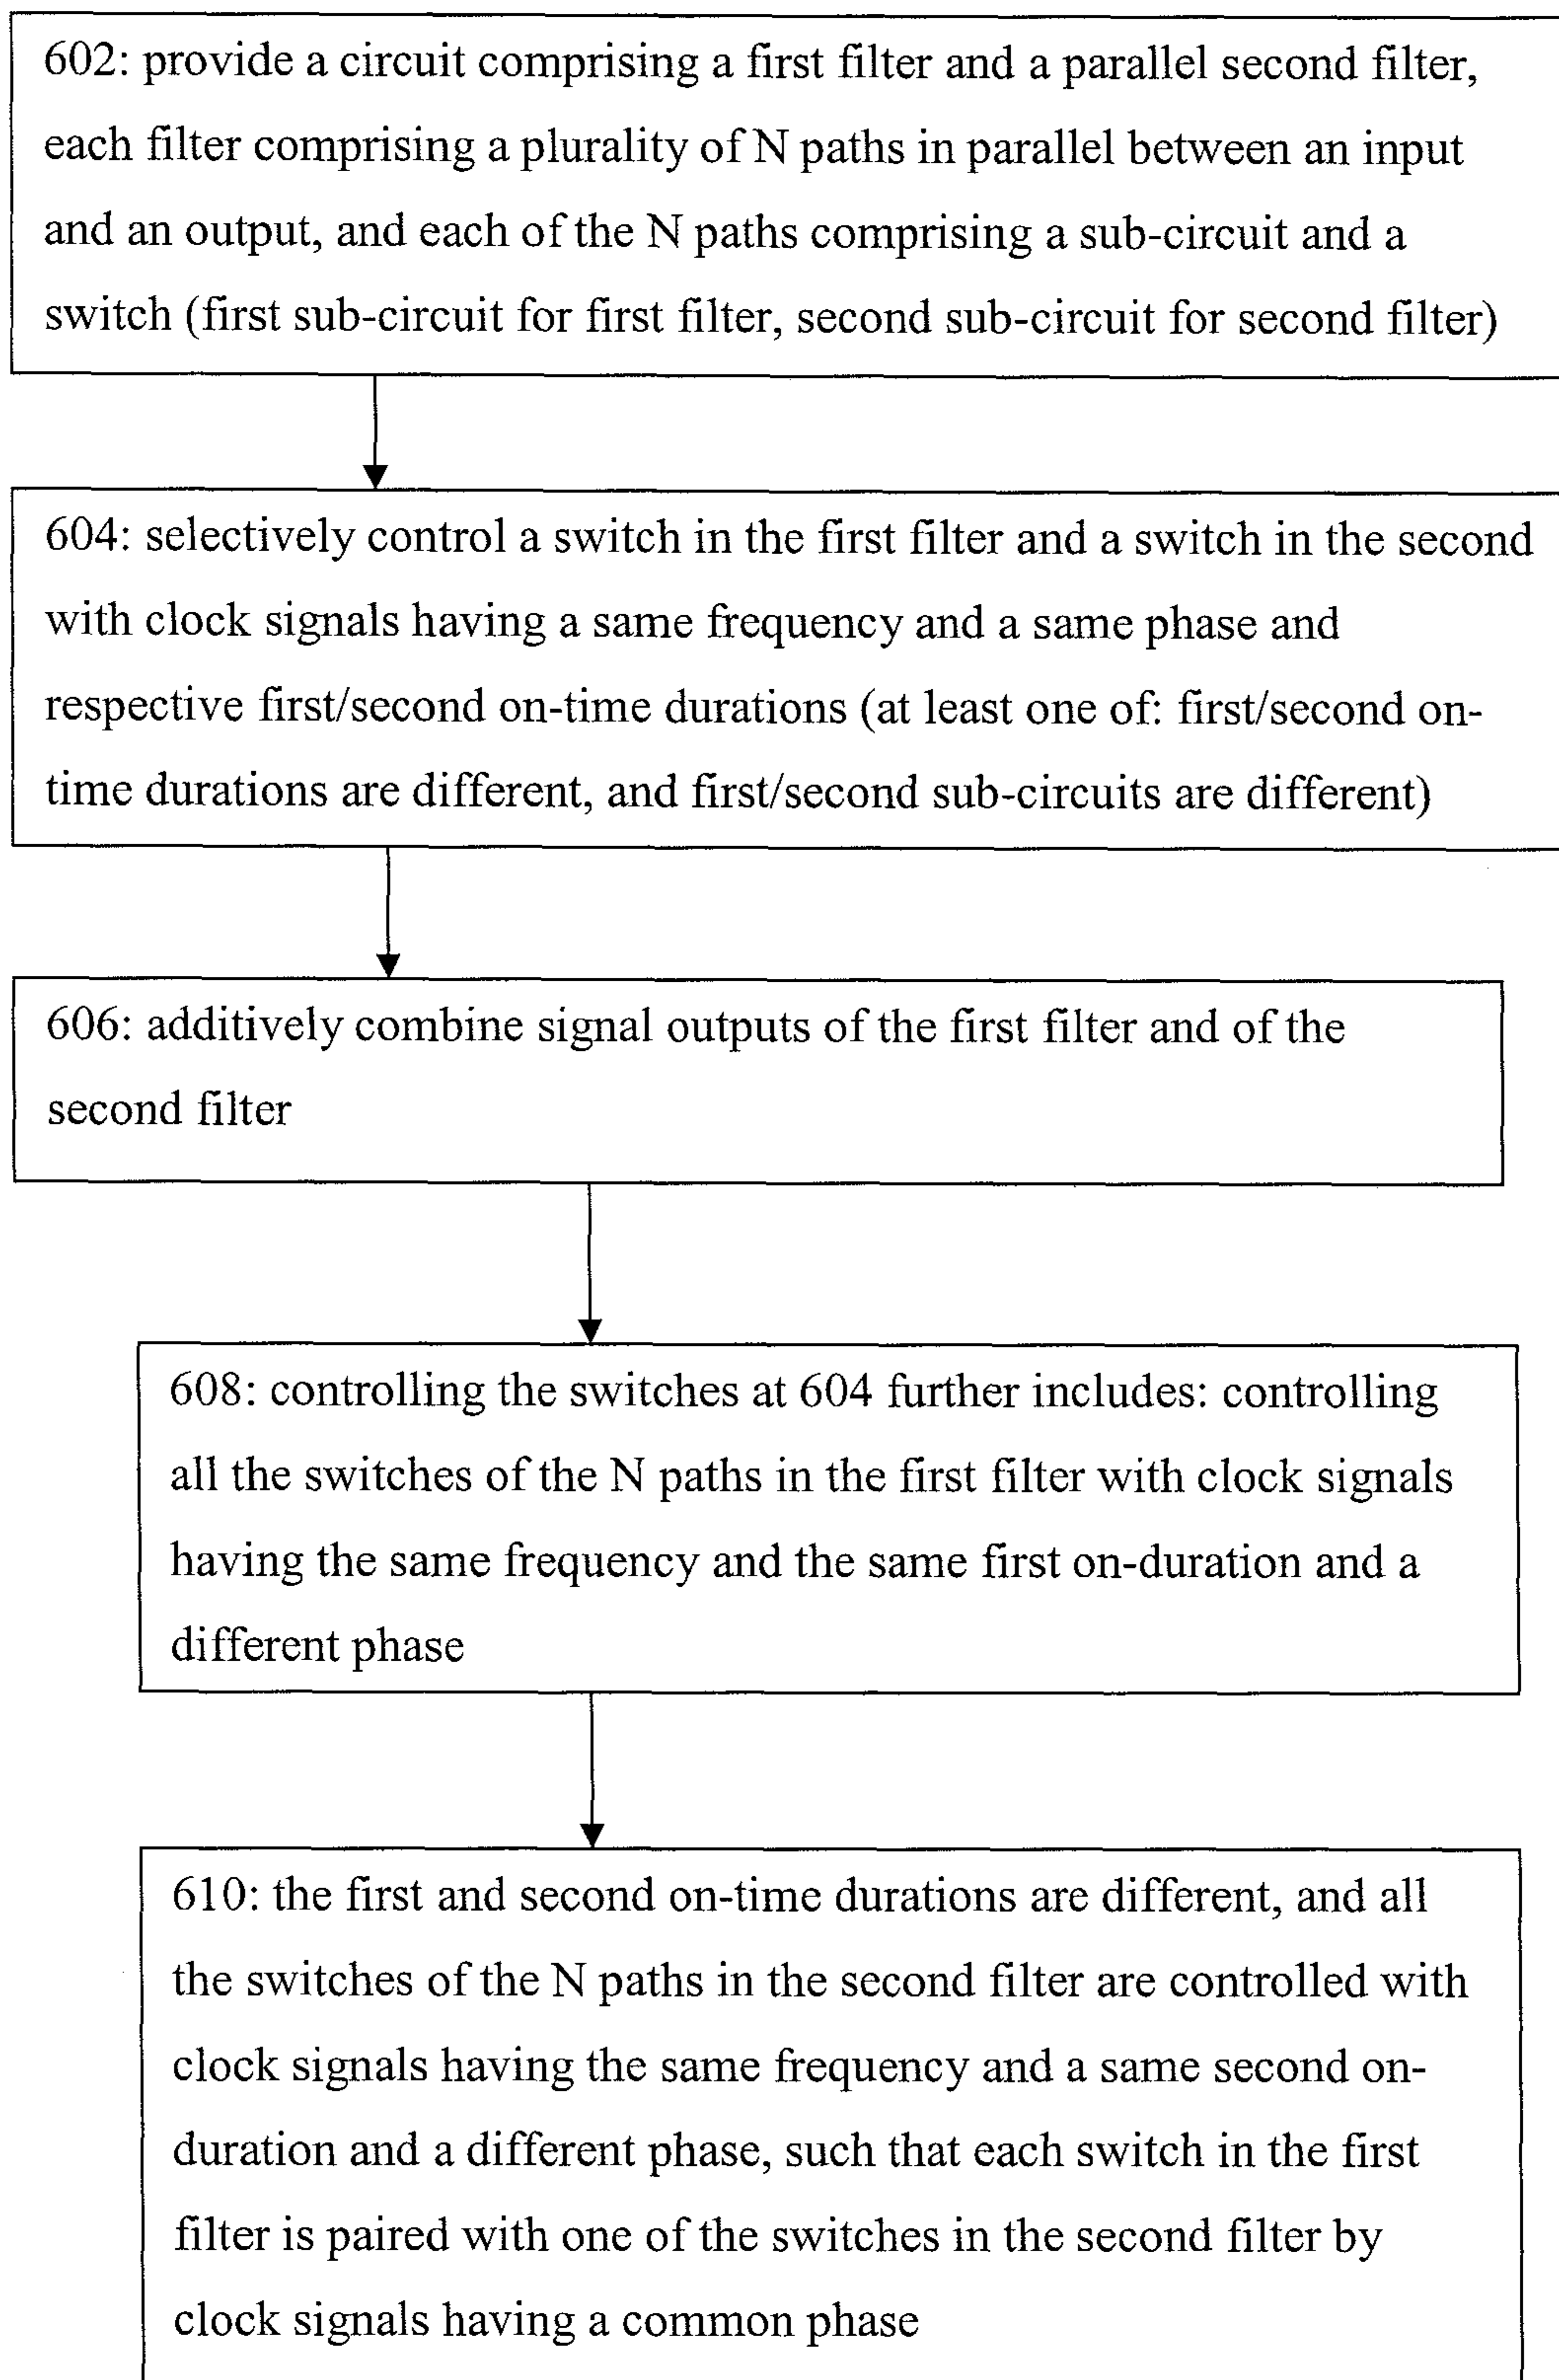 602: provide a circuit comprising a first filter and a parallel second filter,
each filter comprising a plurality of N paths in parallel between an input
and an output, and each of the N paths comprising a sub-circuit and a
switch (first sub-circuit for first filter, second sub-circuit for second filter)
604: selectively control a switch in the first filter and a switch in the second
with clock signals having a same frequency and a same phase and
respective first/second on-time durations (at least one of: first/second on-
time durations are different, and first/second sub-circuits are different)
606: additively combine signal outputs of the first filter and of the
second filter
608: controlling the switches at 604 further includes: controlling
all the switches of the N paths in the first filter with clock signals
having the same frequency and the same first on-duration and a
different phase
610: the first and second on-time durations are different, and all
the switches of the N paths in the second filter are controlled with
clock signals having the same frequency and a same second on-
duration and a different phase, such that each switch in the first
filter is paired with one of the switches in the second filter by
clock signals having a common phase